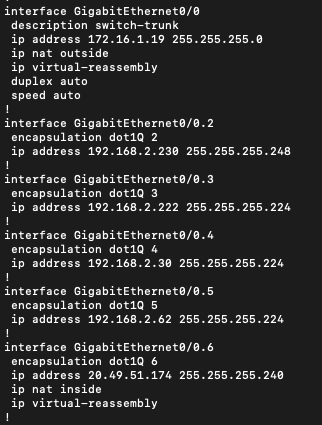 interface GigabitEthernet0/0
 description switch-trunk
 ip address 172.16.1.19 255.255.255.0
 ip nat outside
 ip virtual-reassembly
 duplex auto
 speed auto
!
interface GigabitEthernet0/0.2
 encapsulation dot1Q 2
 ip address 192.168.2.230 255.255.255.248
!
interface GigabitEthernet0/0.3
 encapsulation dot1Q 3
 ip address 192.168.2.222 255.255.255.224
!
interface GigabitEthernet0/0.4
 encapsulation dot1Q 4
 ip address 192.168.2.30 255.255.255.224
!
interface GigabitEthernet0/0.5
 encapsulation dot1Q 5
 ip address 192.168.2.62 255.255.255.224
!
interface GigabitEthernet0/0.6
 encapsulation dot1Q 6
 ip address 20.49.51.174 255.255.255.240
 ip nat inside
 ip virtual-reassembly
!